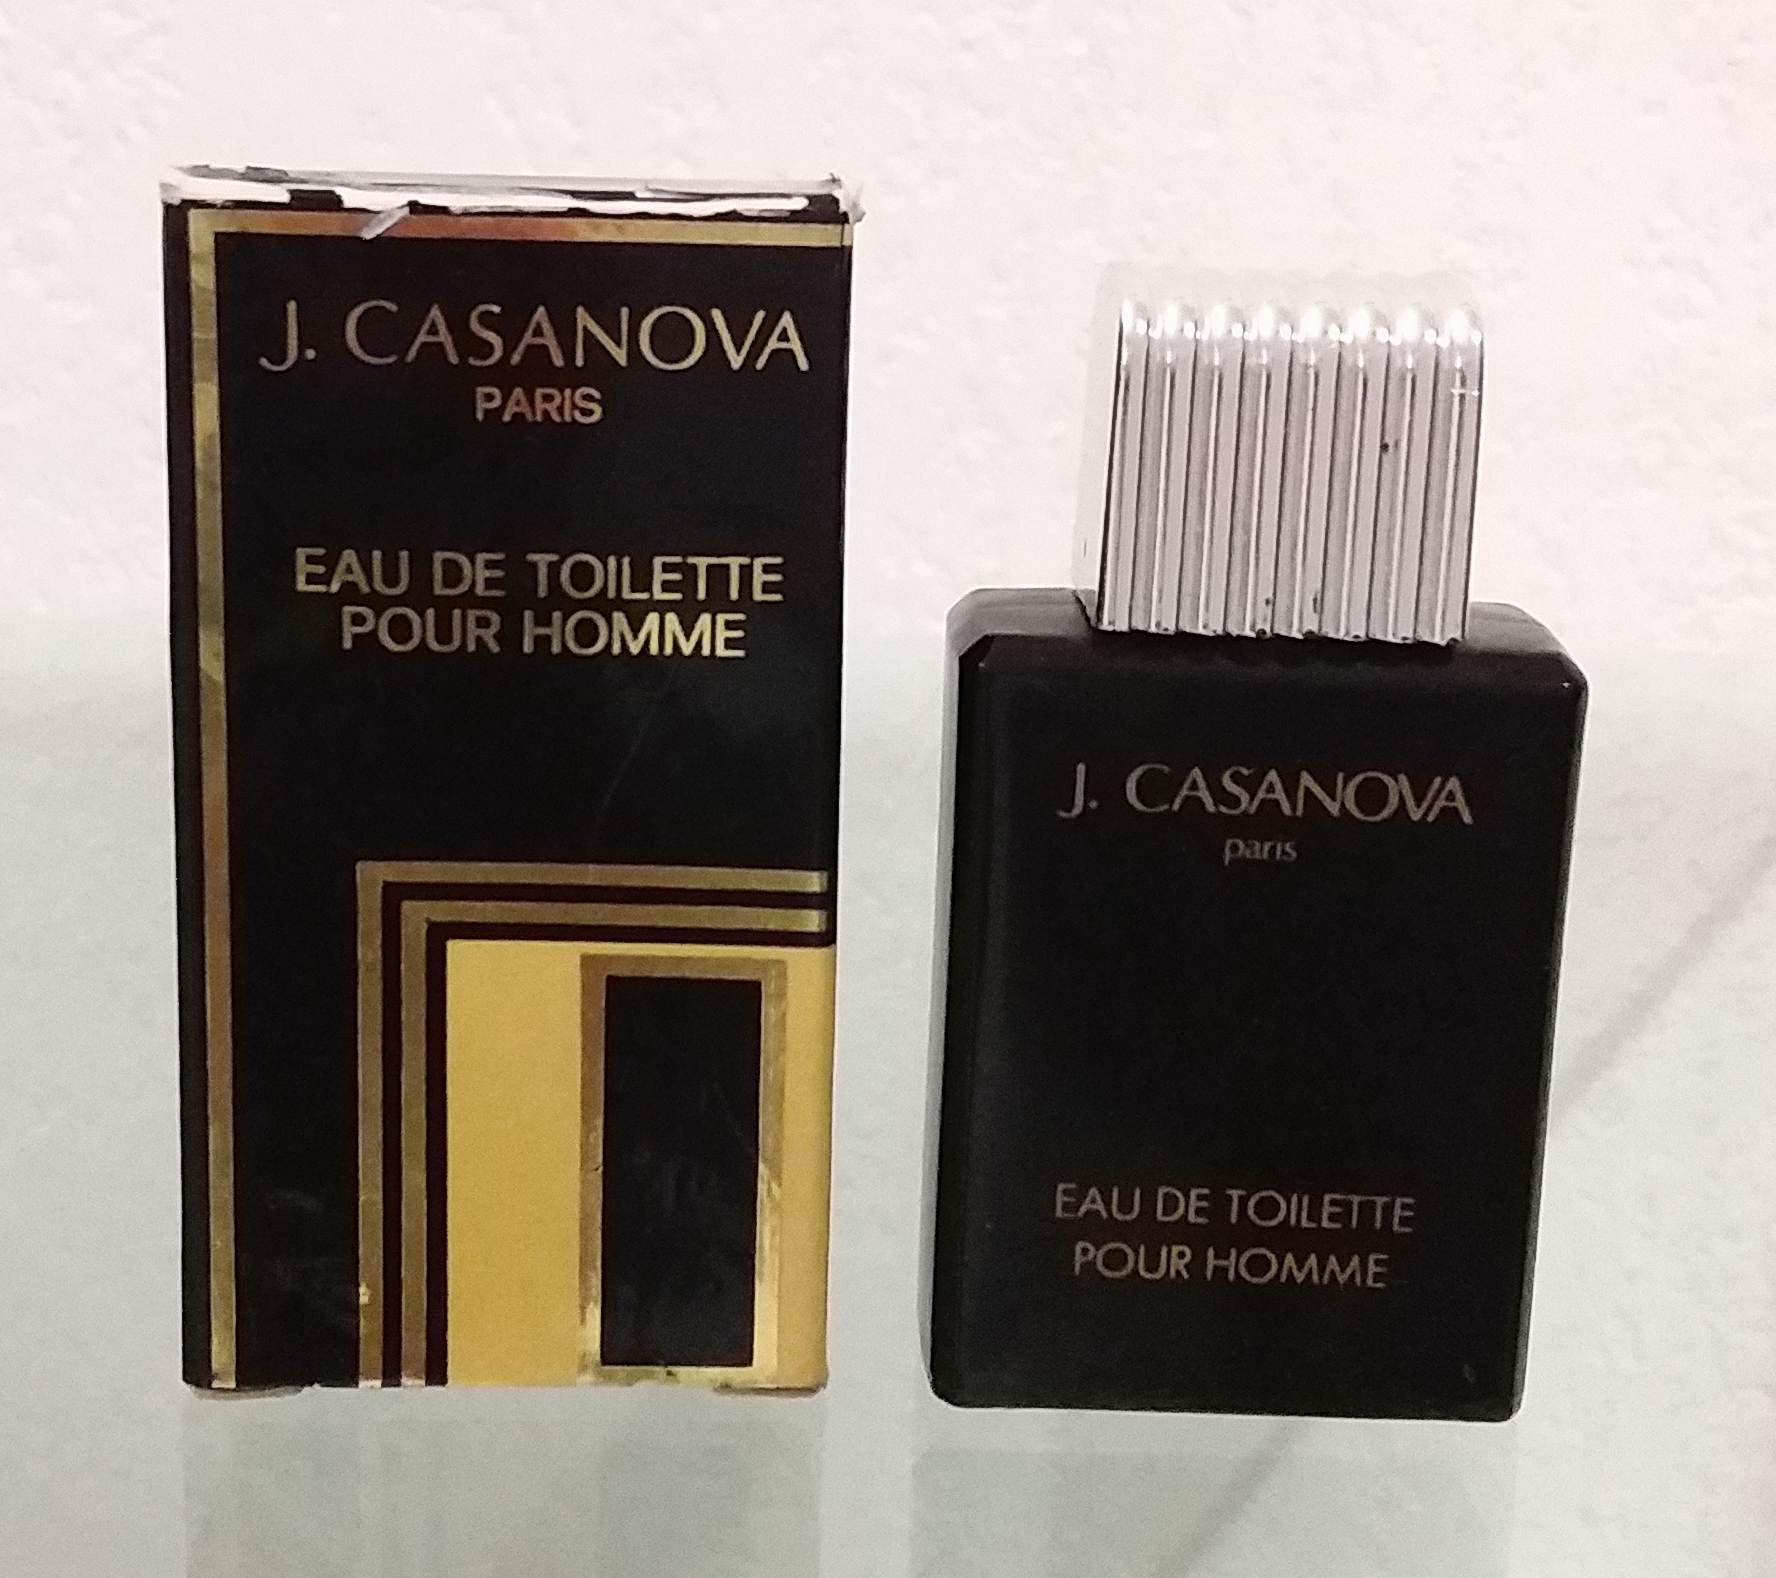 J. CASANOVA
PARIS
EAU DE TOILETTE
POUR HOMME
J. CASANOVA
paris
EAU DE TOILETTE
POUR HOMME